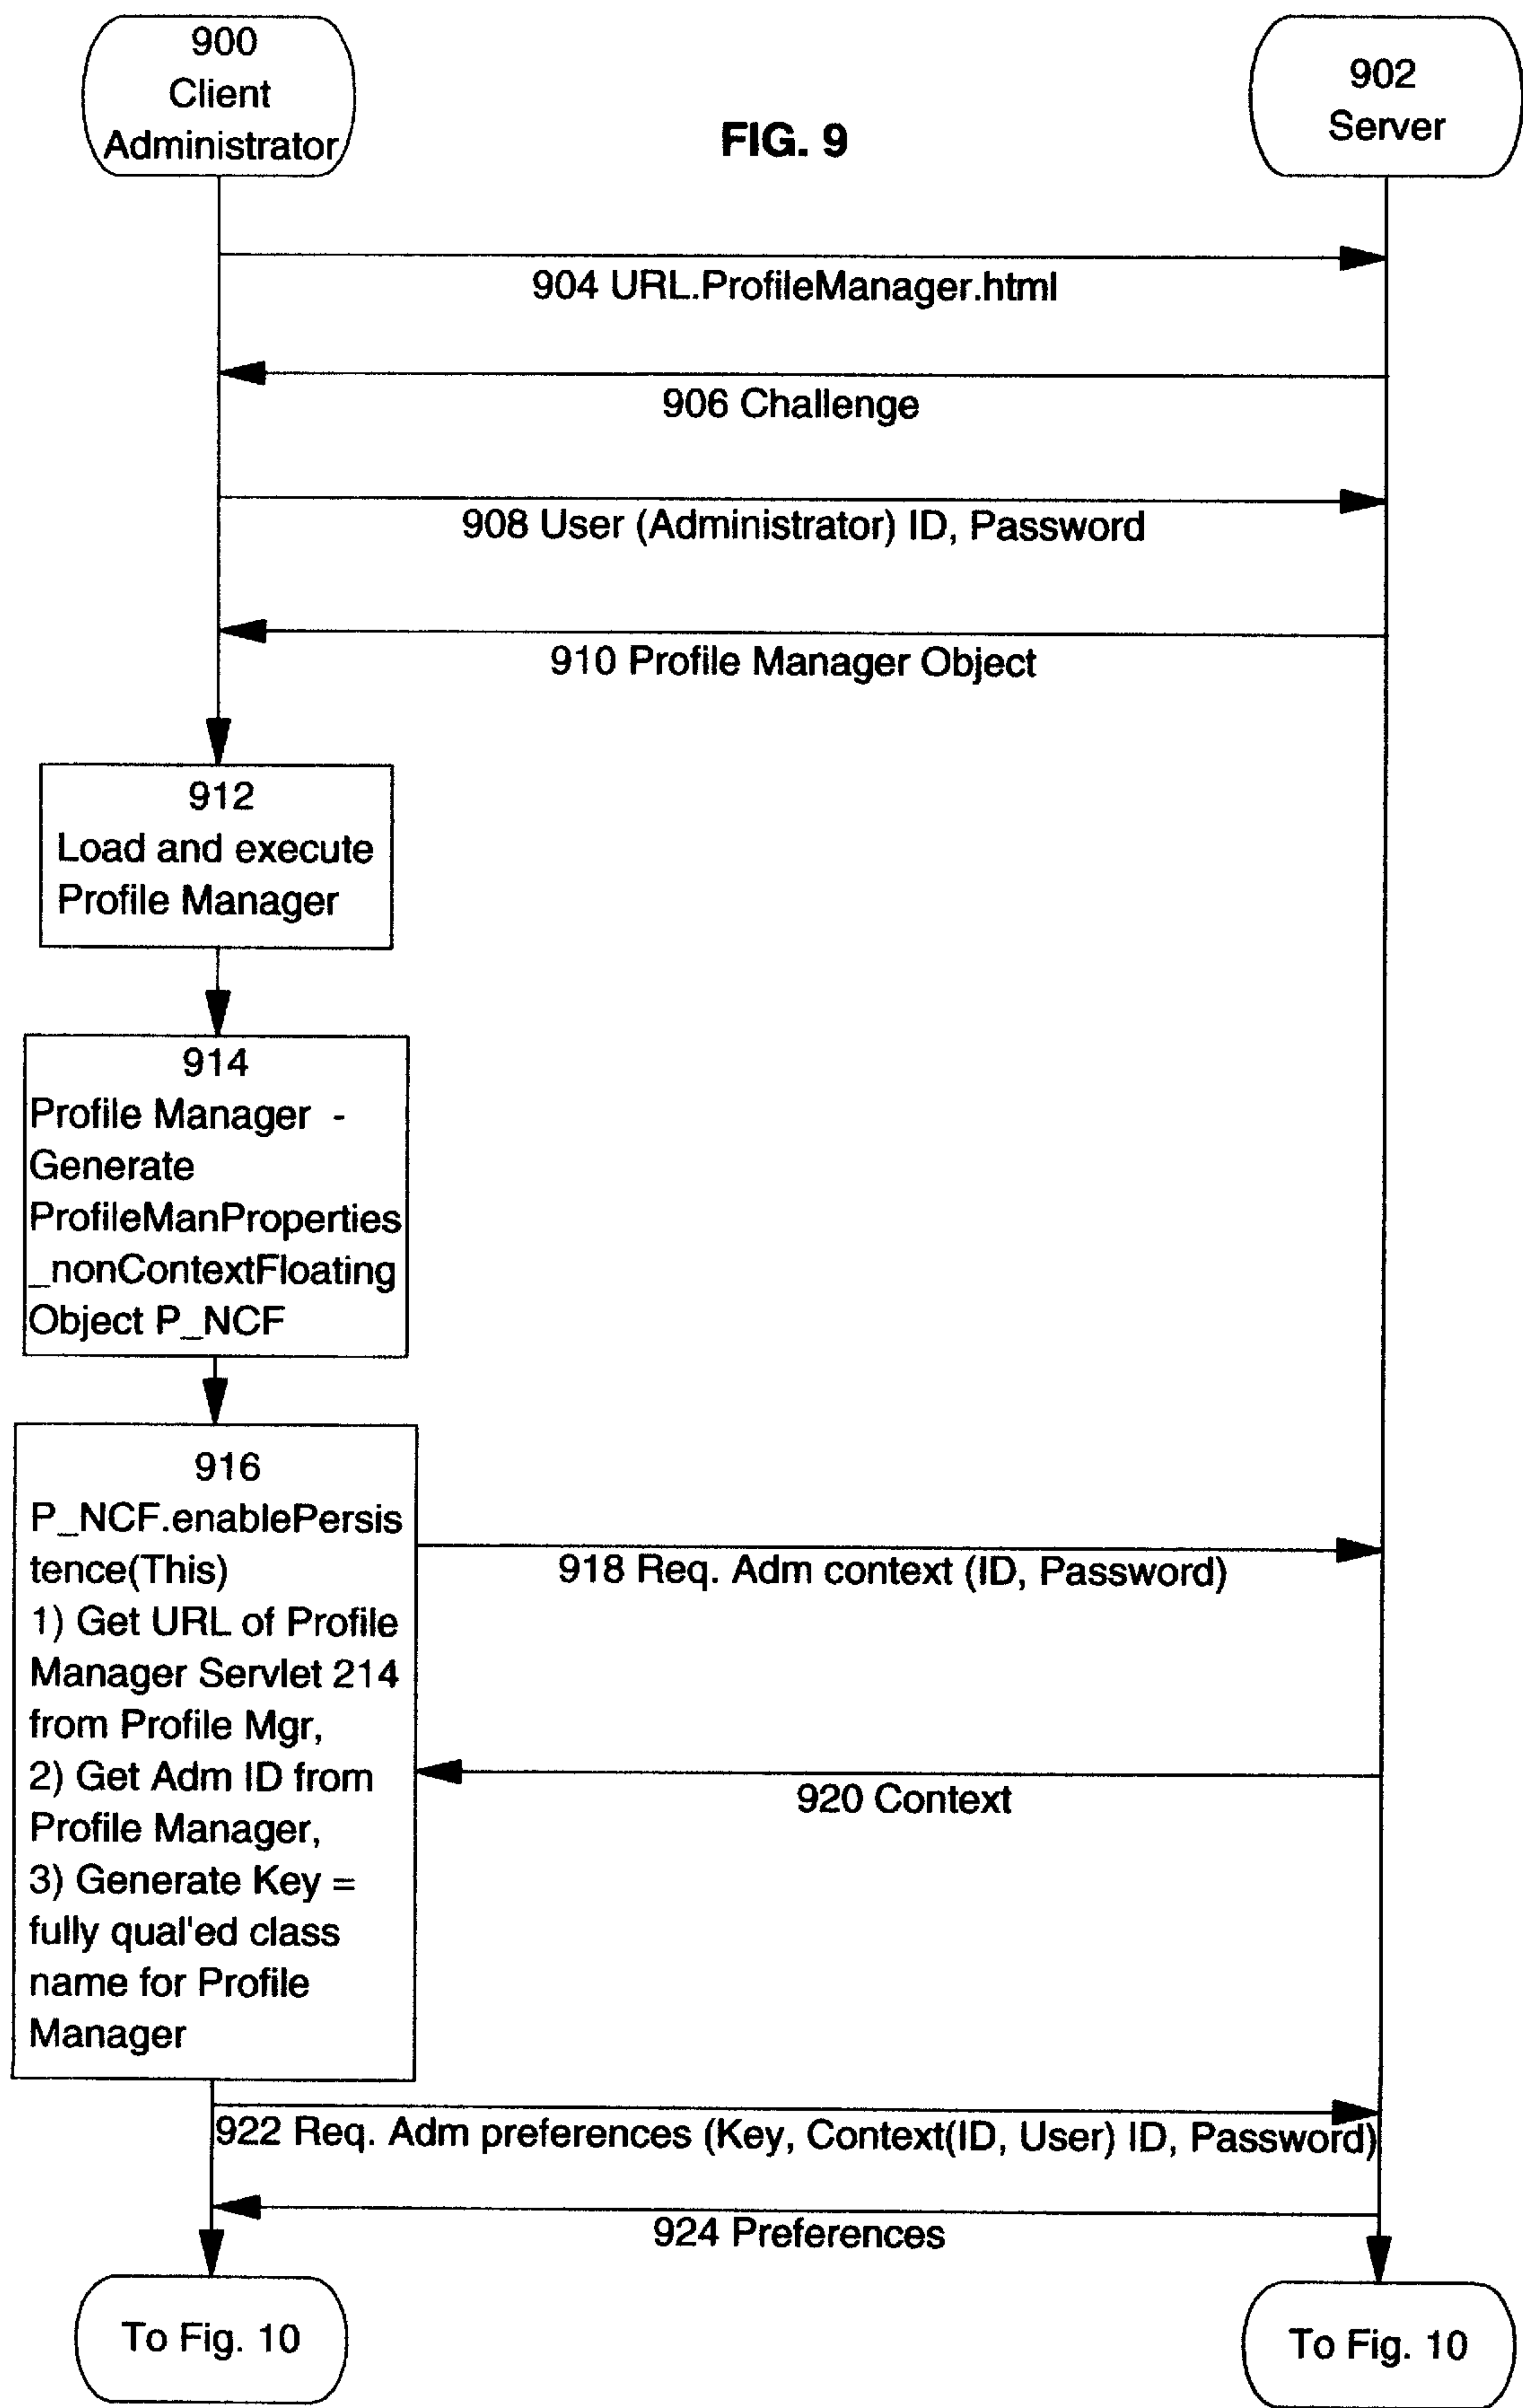 900
Client
Administrator
FIG. 9
902
Server
904 URL.ProfileManager.html
906 Challenge
908 User (Administrator) ID, Password
910 Profile Manager Object
912
Load and execute
Profile Manager
914
Profile Manager -
Generate
ProfileManProperties
_nonContextFloating
Object P_NCF
916
P_NCF.enablePersis
tence(This)
1) Get URL of Profile
Manager Servlet 214
from Profile Mgr,
2) Get Adm ID from
Profile Manager,
3) Generate Key =
fully qual'ed class
name for Profile
Manager
918 Req. Adm context (ID, Password)
920 Context
922 Req. Adm preferences (Key, Context(ID, User) ID, Password)
924 Preferences
To Fig. 10
To Fig. 10